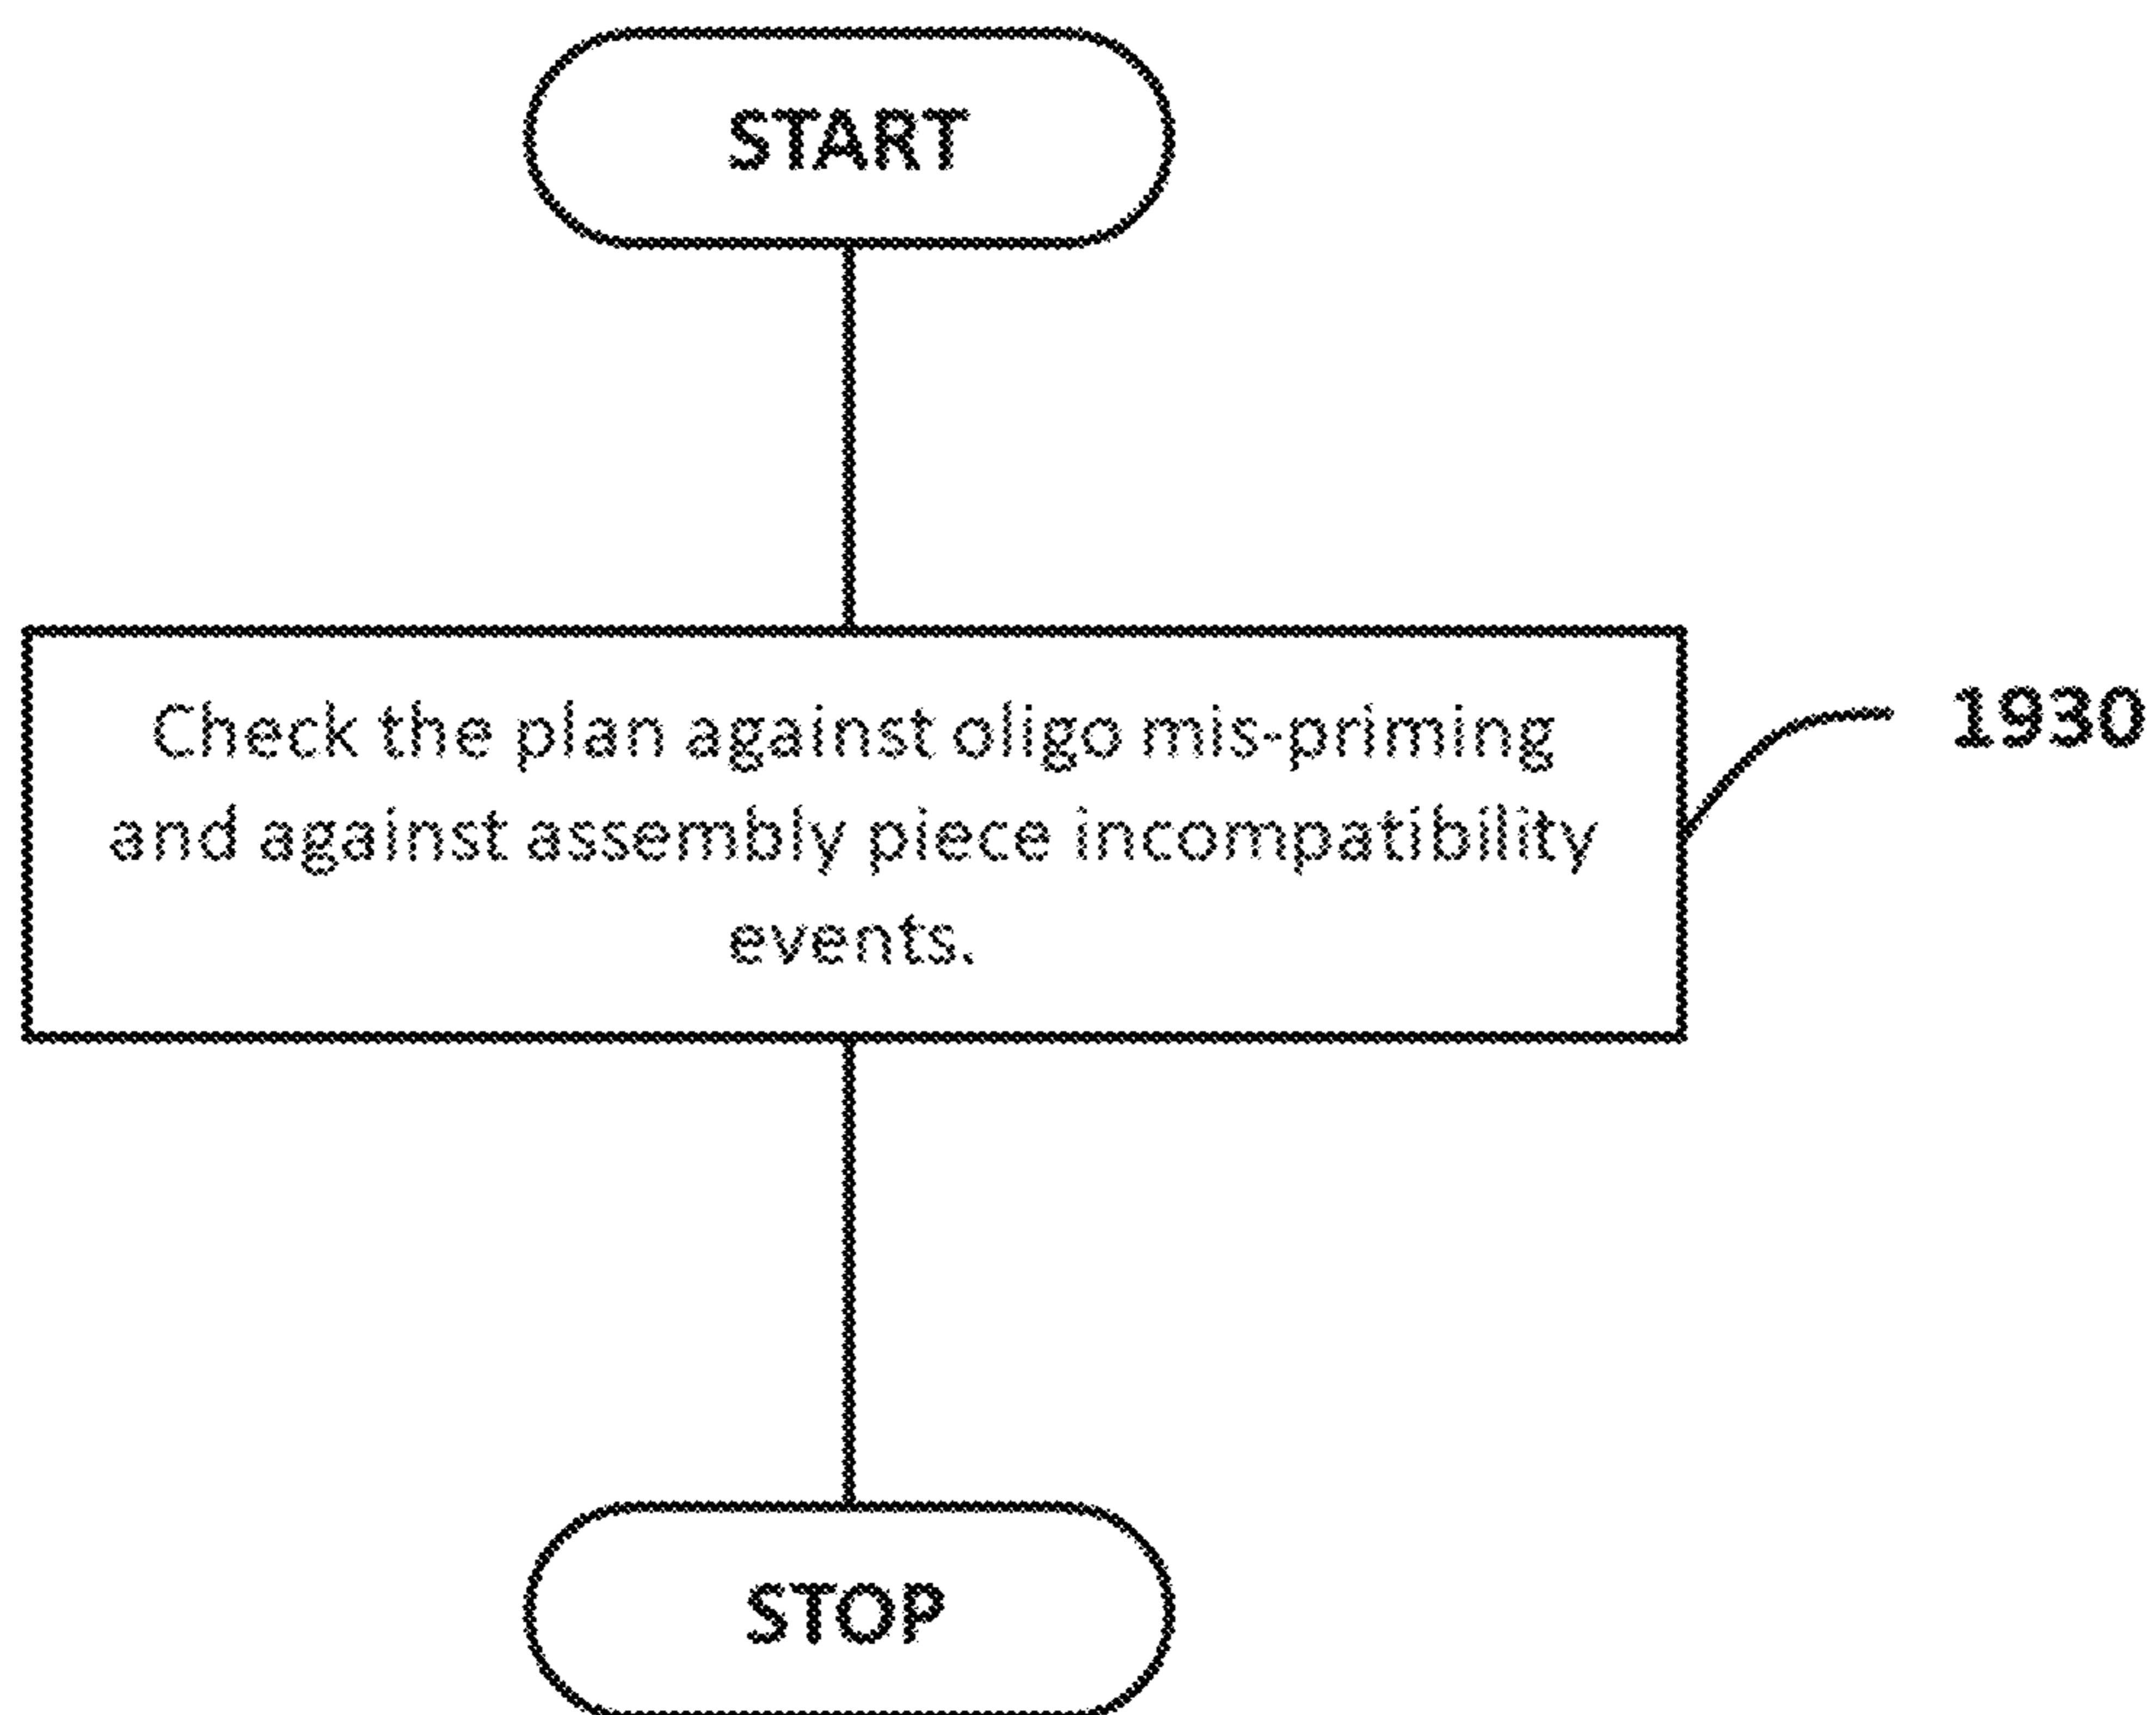 START
Check the plan against oligo mis-priming
and against assembly piece incompatibility
events.
1930
STOP